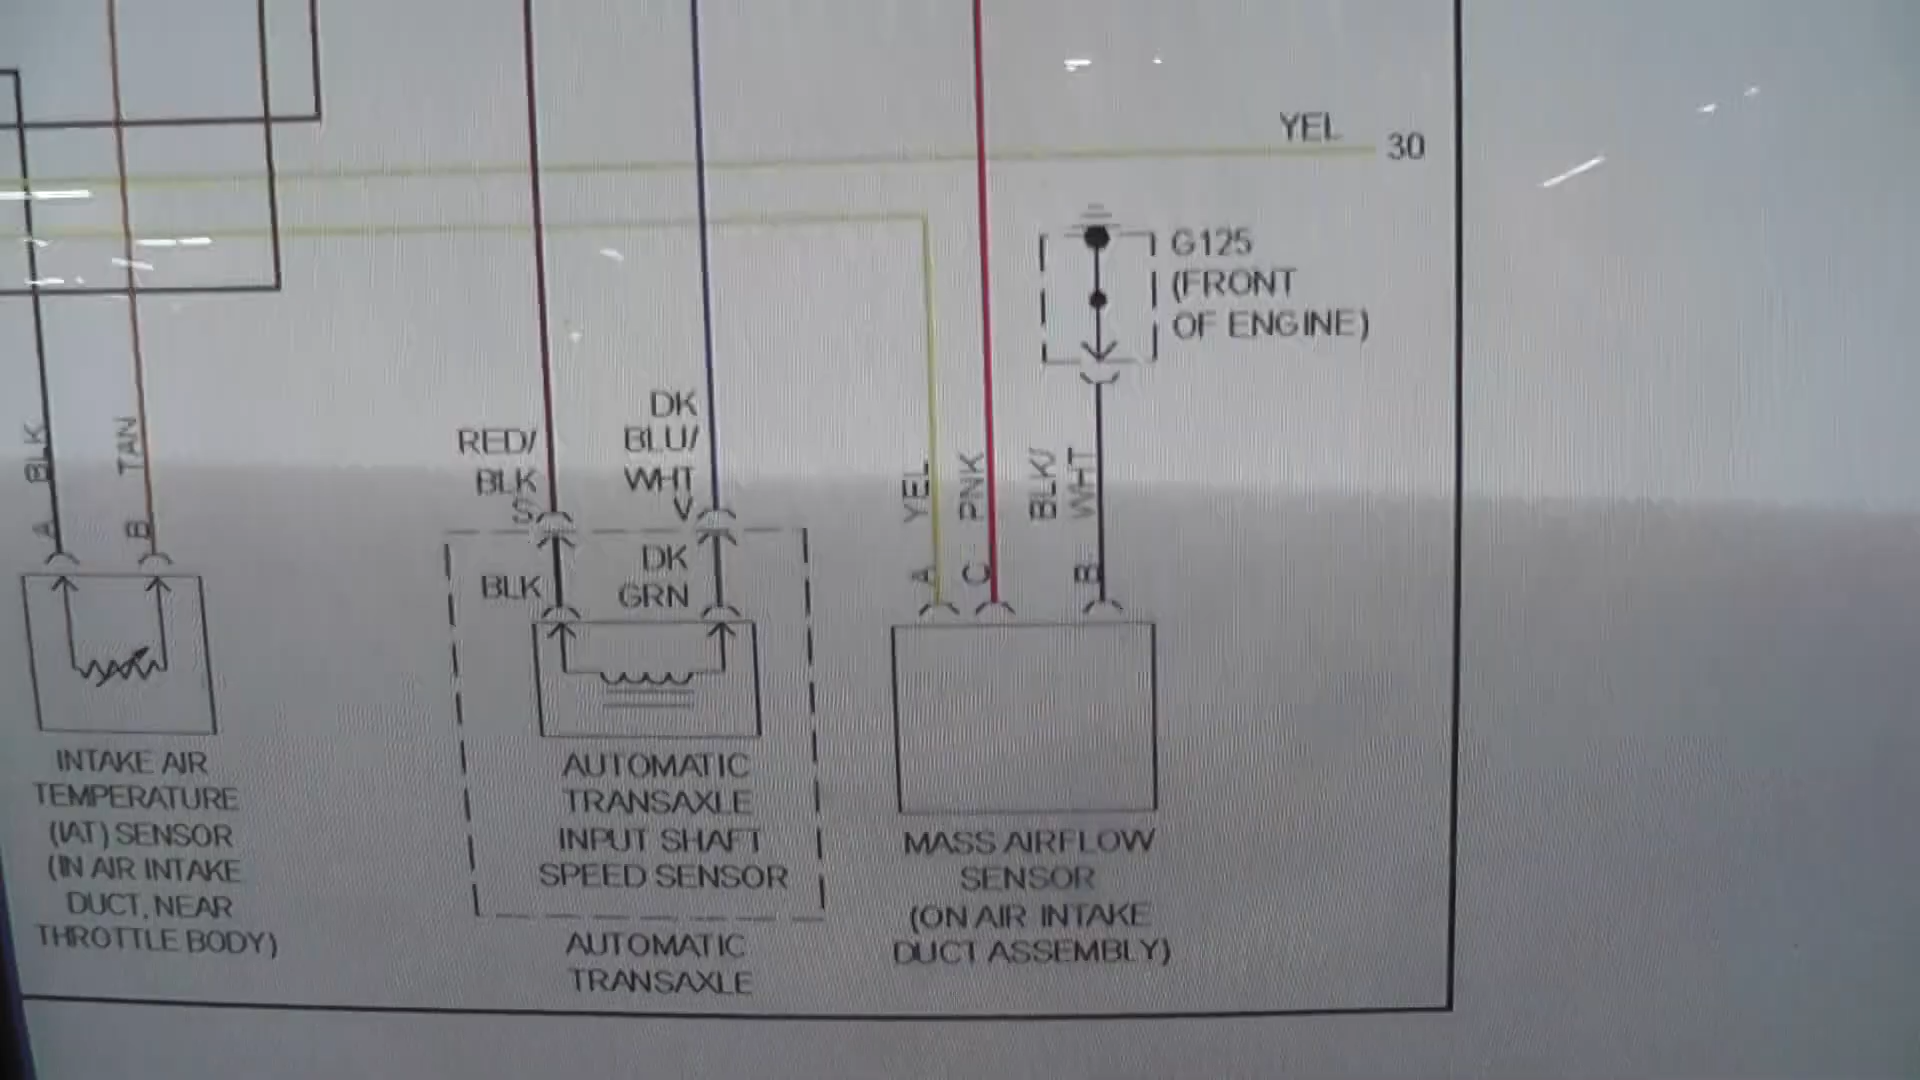 YEL 30
G125
(FRONT
OF ENGINE)
BLK
TAN
RED/
BLK
S
DK
BLU/
WHT
V
YEL
PNK
BLK/
WHT
A
B
BLK
DK
GRN
A
C
B
INTAKE AIR
TEMPERATURE
(IAT) SENSOR
(IN AIR INTAKE
DUCT, NEAR
THROTTLE BODY)
AUTOMATIC
TRANSAXLE
INPUT SHAFT
SPEED SENSOR
AUTOMATIC
TRANSAXLE
MASS AIRFLOW
SENSOR
(ON AIR INTAKE
DUCT ASSEMBLY)